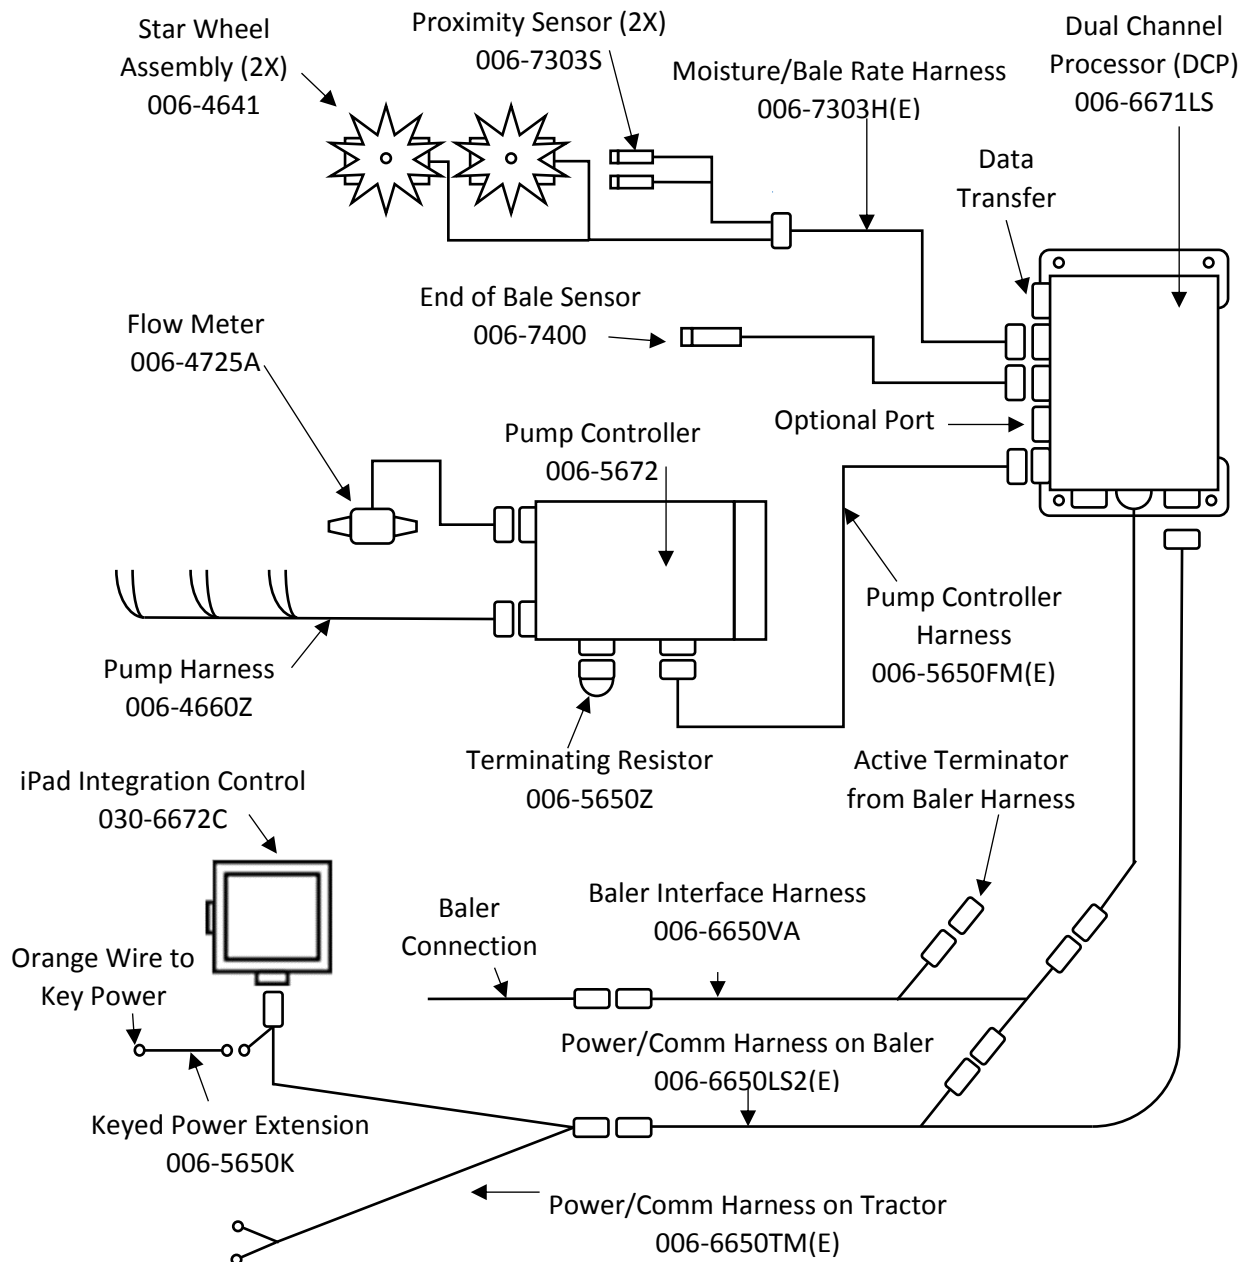 Star Wheel
Assembly (2X)
006-4641
Proximity Sensor (2X)
006-7303S
Moisture/Bale Rate Harness
006-7303H(E)
Dual Channel
Processor (DCP)
006-6671LS
Data
Transfer
End of Bale Sensor
006-7400
Flow Meter
006-4725A
Optional Port
Pump Controller
006-5672
Pump Controller
Harness
006-5650FM(E)
Pump Harness
006-4660Z
Terminating Resistor
006-5650Z
Active Terminator
from Baler Harness
iPad Integration Control
030-6672C
Baler
Connection
Baler Interface Harness
006-6650VA
Orange Wire to
Key Power
Power/Comm Harness on Baler
006-6650LS2(E)
Keyed Power Extension
006-5650K
Power/Comm Harness on Tractor
006-6650TM(E)